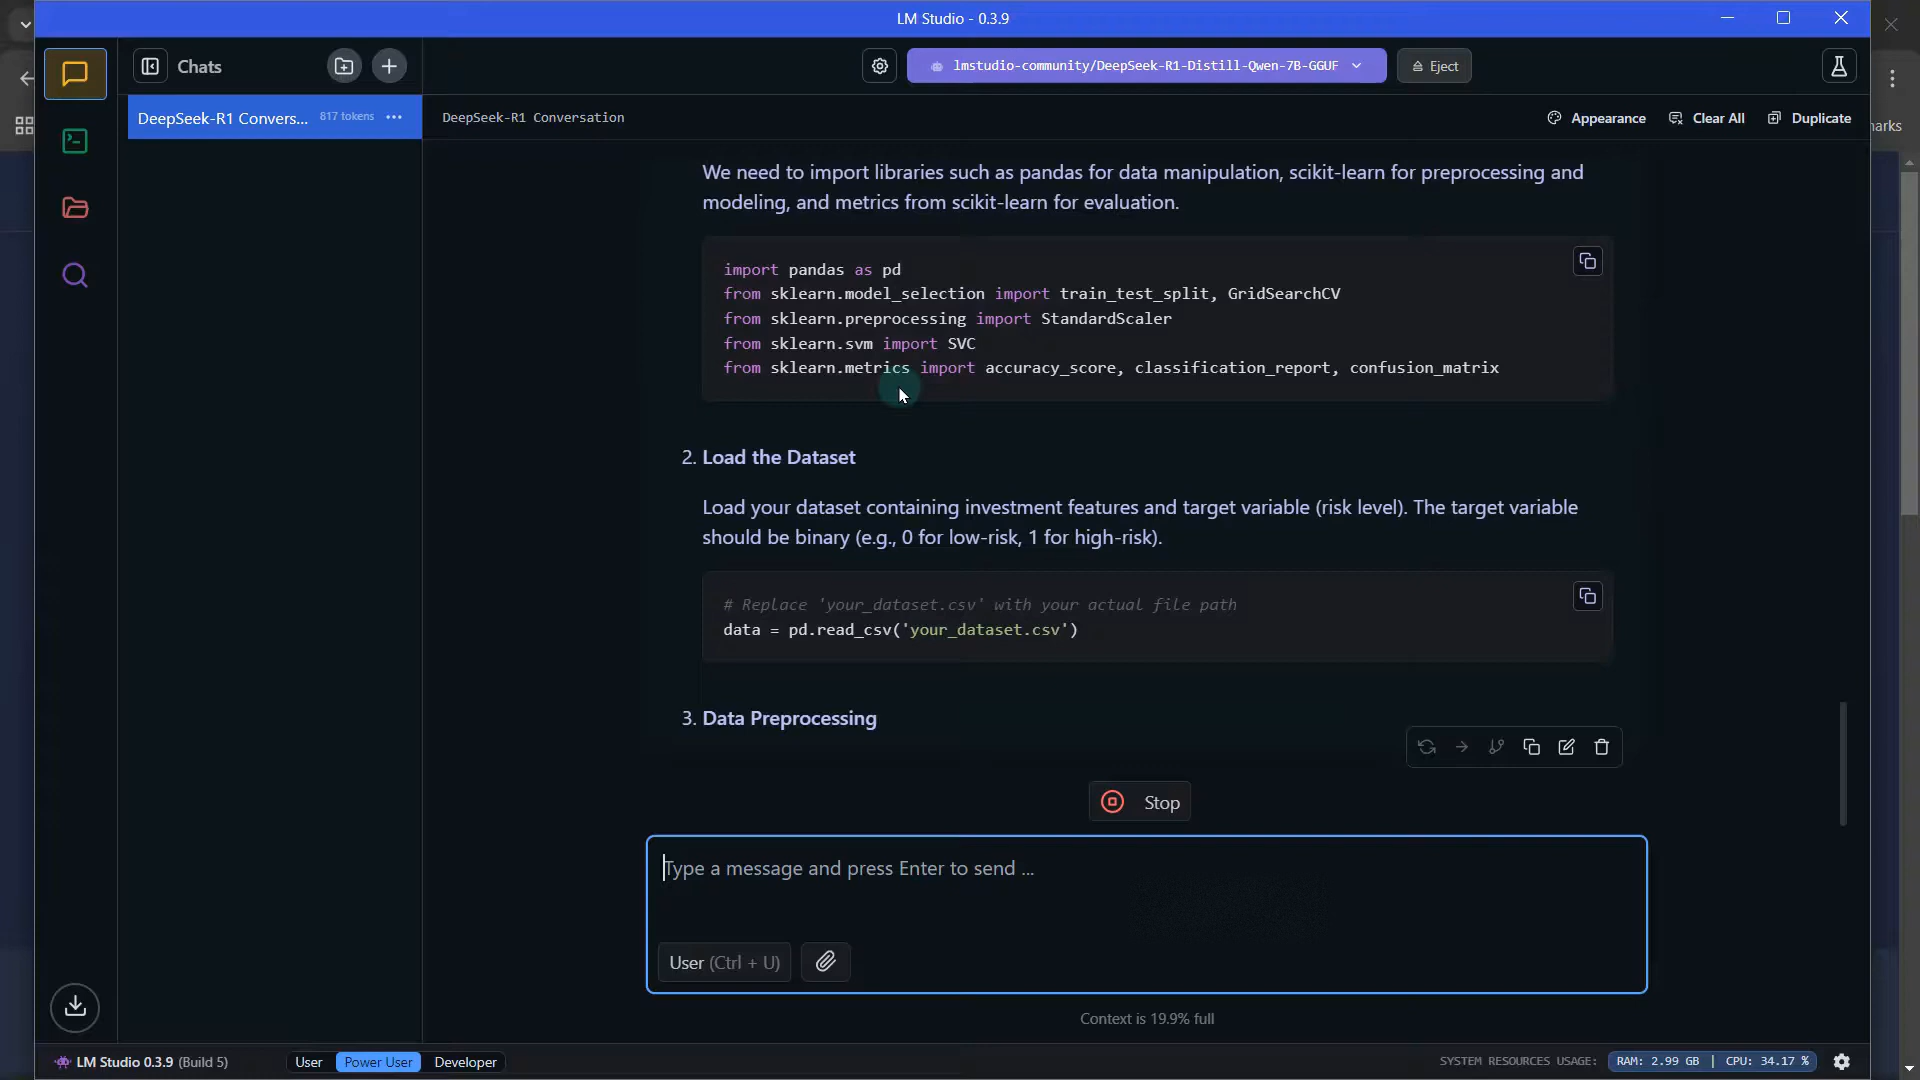 LM Studio - 0.3.9
Chats
lmstudio-community/DeepSeek-R1-Distill-Qwen-7B-GGUF
Eject
DeepSeek-R1 Convers... 817 tokens
DeepSeek-R1 Conversation
Appearance
Clear All
Duplicate
arks
We need to import libraries such as pandas for data manipulation, scikit-learn for preprocessing and
modeling, and metrics from scikit-learn for evaluation.
import pandas as pd
from sklearn.model_selection import train_test_split, GridSearchCV
from sklearn.preprocessing import StandardScaler
from sklearn.svm import SVC
from sklearn.metrics import accuracy_score, classification_report, confusion_matrix
2. Load the Dataset
Load your dataset containing investment features and target variable (risk level). The target variable
should be binary (e.g., 0 for low-risk, 1 for high-risk).
# Replace 'your_dataset.csv' with your actual file path
data = pd.read_csv('your_dataset.csv')
3. Data Preprocessing
Stop
Type a message and press Enter to send ...
User (Ctrl + U)
Context is 19.9% full
LM Studio 0.3.9 (Build 5)
User
Power User
Developer
SYSTEM RESOURCES USAGE:
RAM: 2.99 GB | CPU: 34.17 %